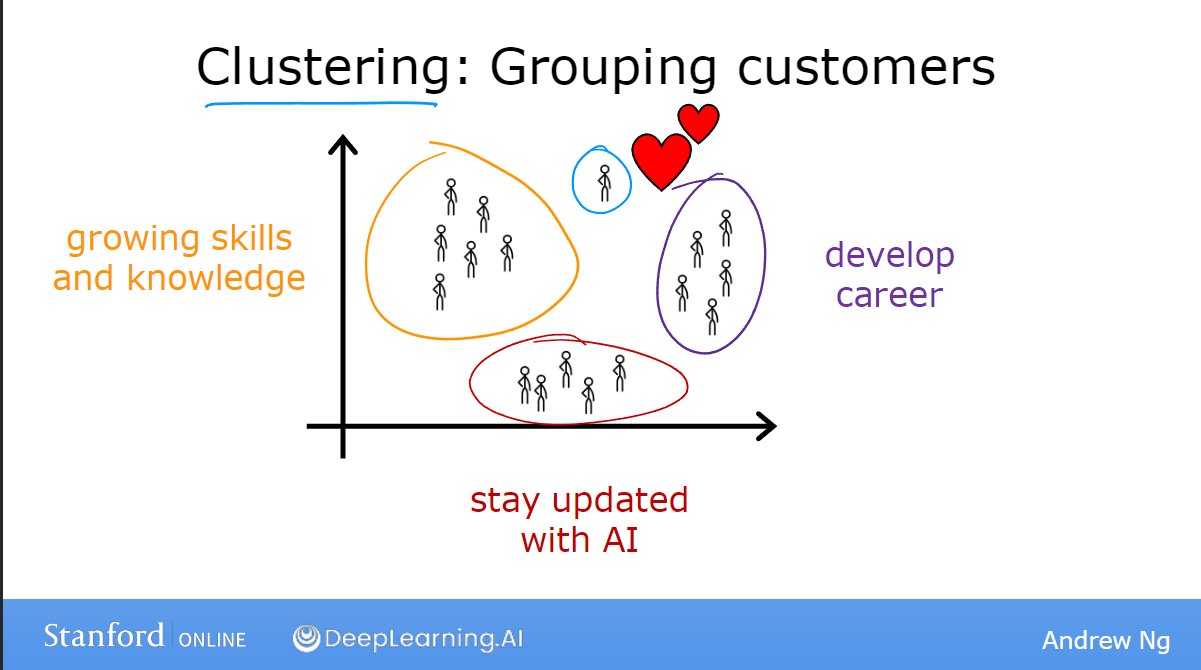 Clustering: Grouping customers
growing skills
and knowledge
develop
career
stay updated
with AI
Stanford ONLINE
DeepLearning.AI
Andrew Ng